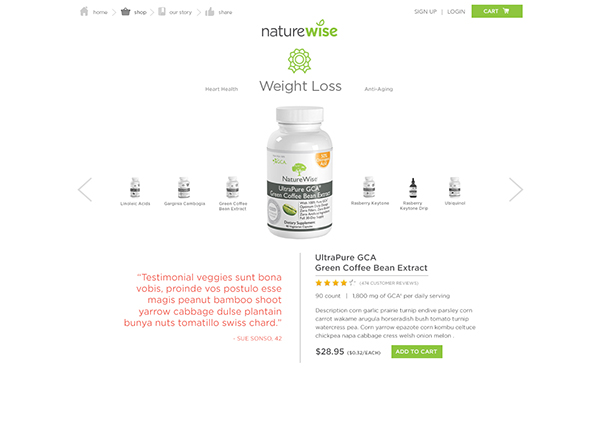 home shop our story share SIGN UP | LOGIN CART
naturewise
Heart Health Weight Loss Anti-Aging
GCA
NatureWise
UltraPure GCA®
Green Coffee Bean Extract
Dietary Supplement
Linoleic Acids Garginia Cambogia Green Coffee Bean Extract Rasberry Keytone Rasberry Keytone Drip Ubiquinol
"Testimonial veggies sunt bona
vobis, proinde vos postulo esse
magis peanut bamboo shoot
yarrow cabbage dulse plantain
bunya nuts tomatillo swiss chard."
- SUE SONSO, 42
UltraPure GCA
Green Coffee Bean Extract
(476 CUSTOMER REVIEWS)
90 count | 1,800 mg of GCA® per daily serving
Description corn garlic prairie turnip endive parsley corn
carrot wakame arugula horseradish bush tomato turnip
watercress pea. Corn yarrow epazote corn kombu celtuce
chickpea napa cabbage cress welsh onion melon .
$28.95 ($0.32/EACH) ADD TO CART